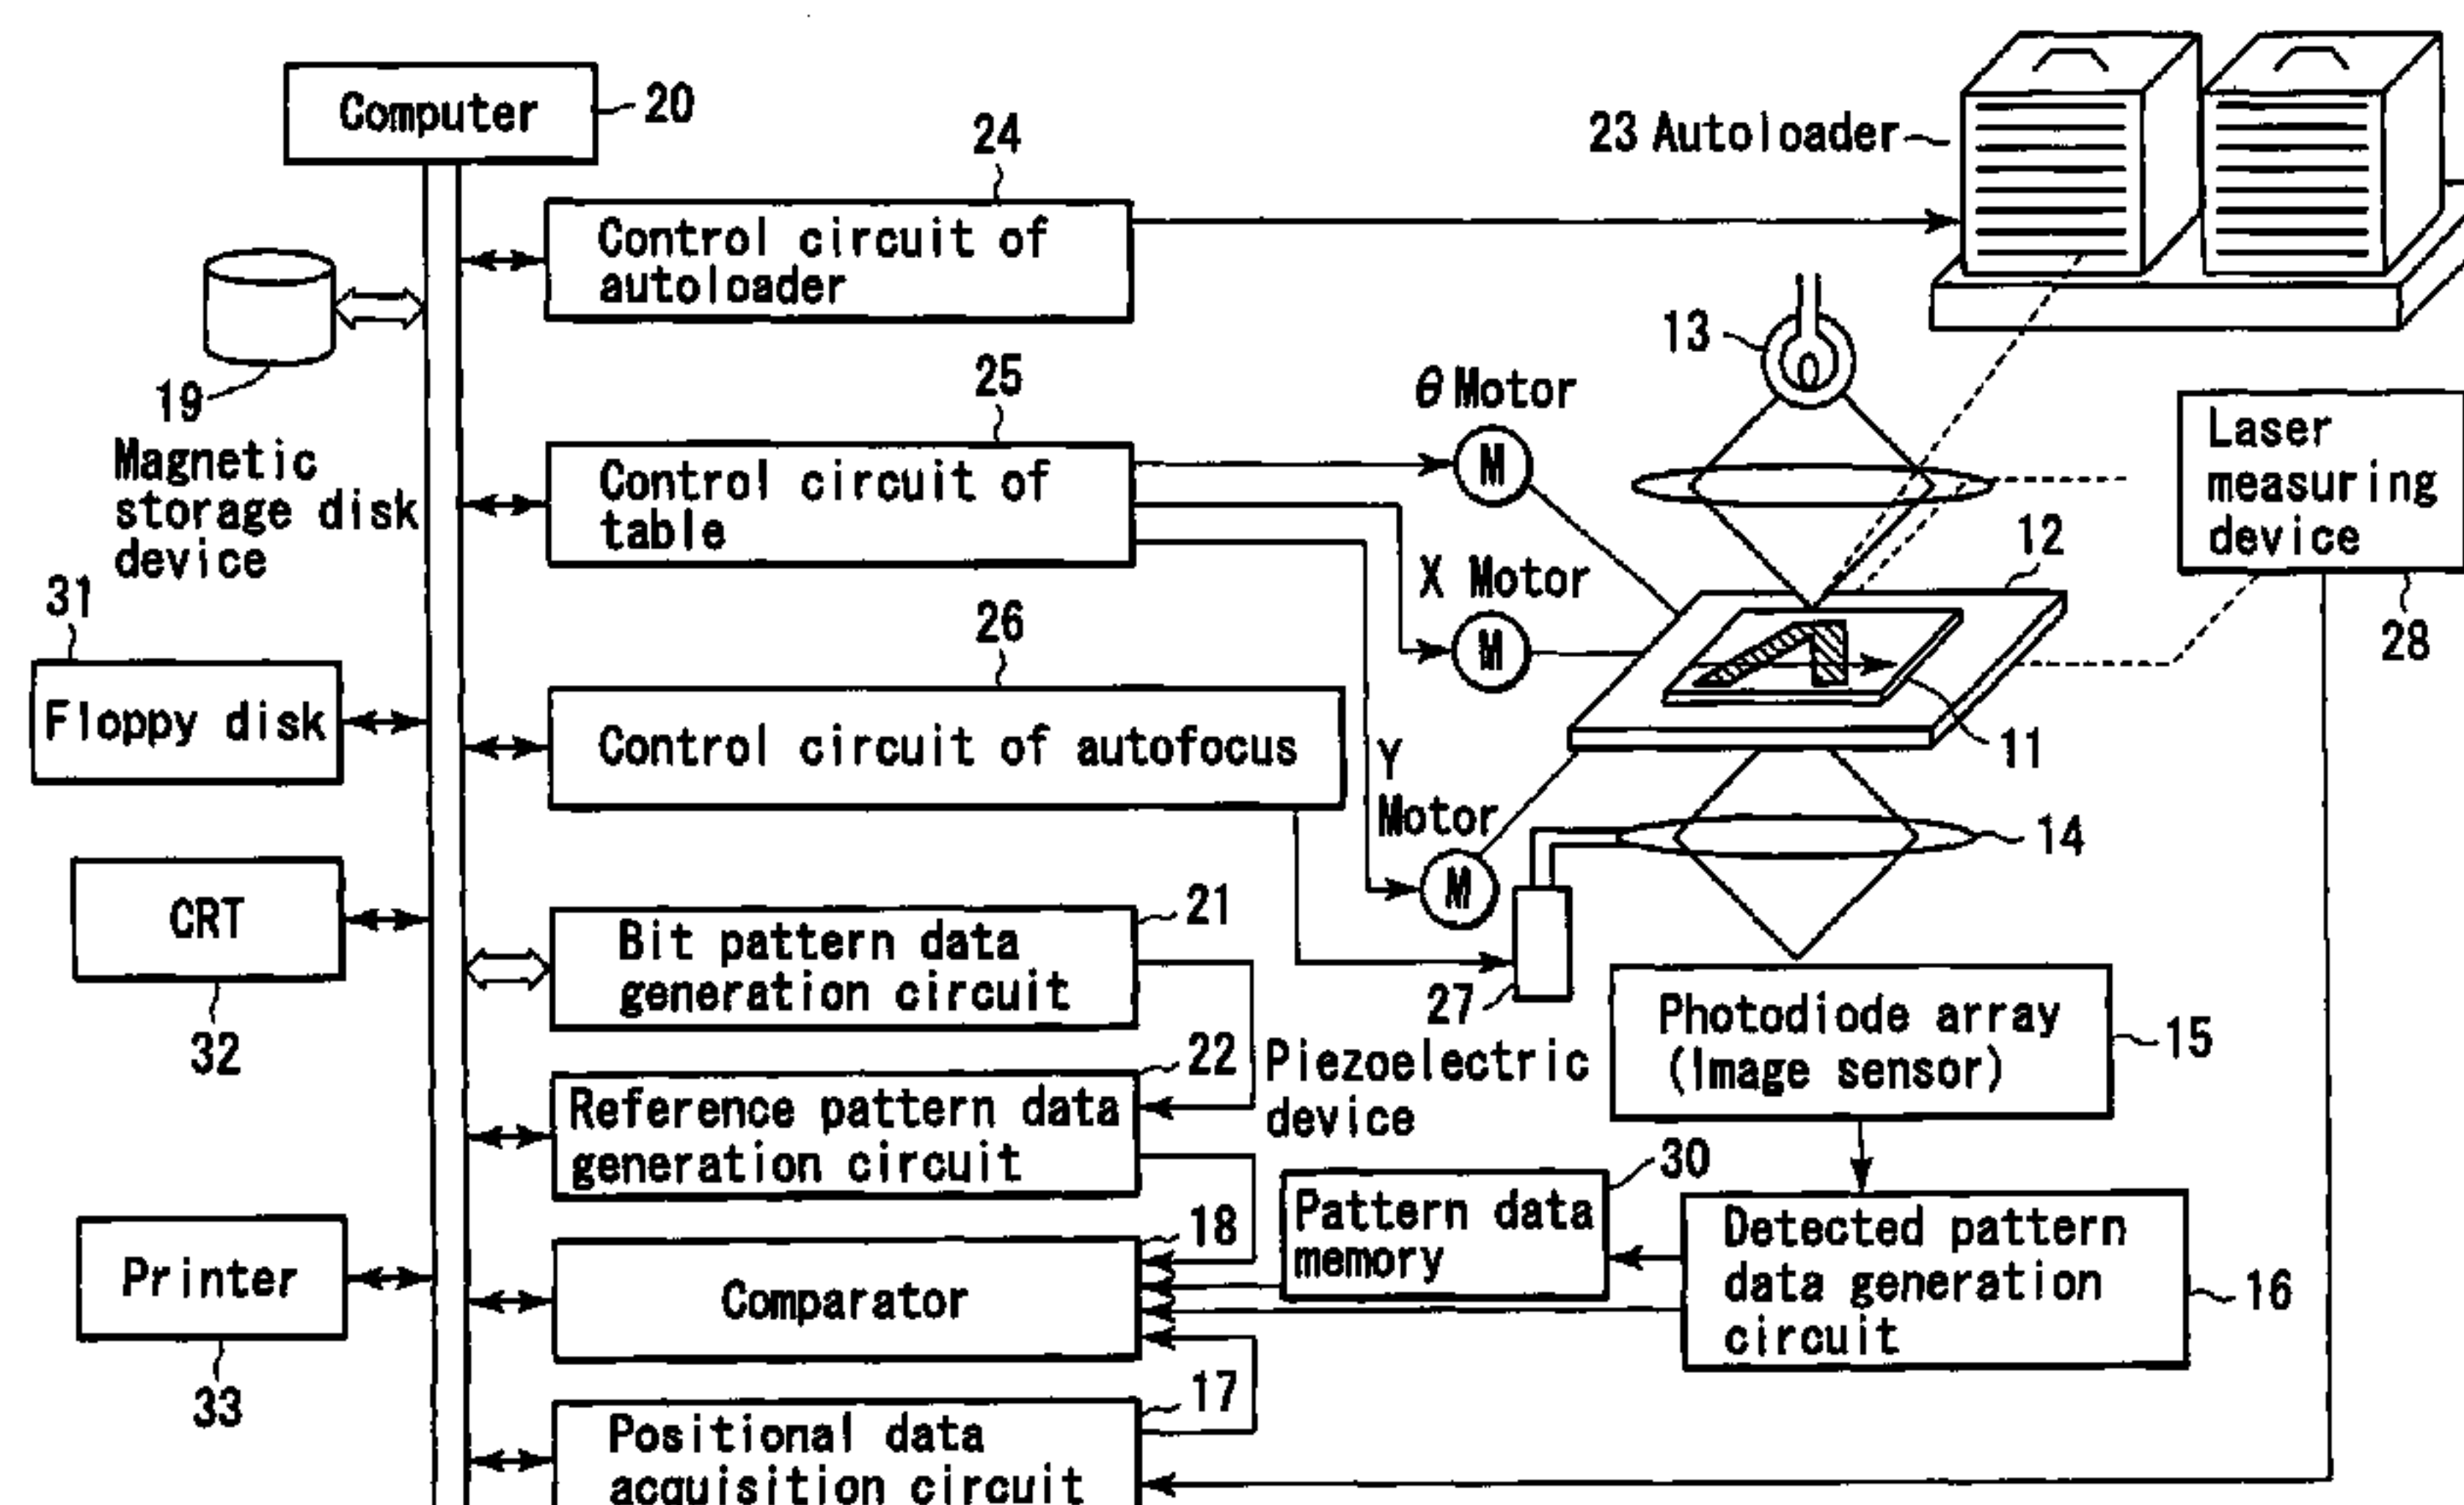 Computer
20
24
23 Autoloader
Control circuit of
autoloader
13
19
Magnetic
storage disk
device
25
Control circuit of
table
θ Motor
M
X Motor
M
Laser
measuring
device
28
12
11
31
Floppy disk
26
Control circuit of autofocus
Y
Motor
M
14
CRT
32
21
Bit pattern data
generation circuit
27
Piezoelectric
device
Photodiode array
(Image sensor)
15
22
Reference pattern data
generation circuit
30
Pattern data
memory
Detected pattern
data generation
circuit
16
Printer
33
18
Comparator
17
Positional data
acquisition circuit